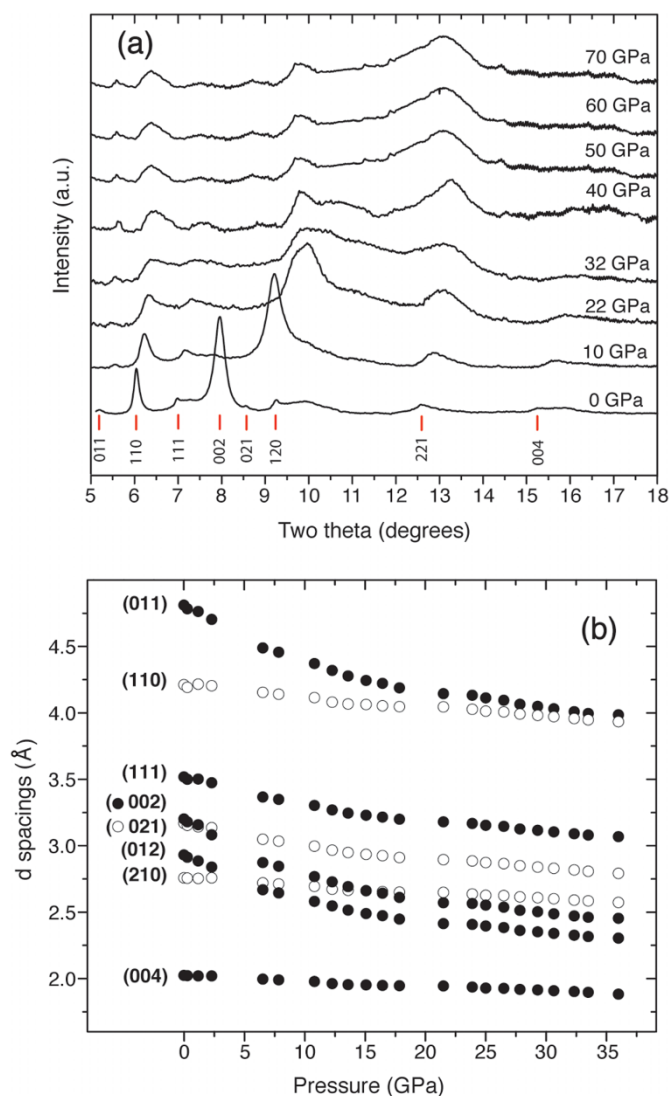 (a)
70 GPa
60 GPa
50 GPa
40 GPa
32 GPa
22 GPa
10 GPa
0 GPa
Intensity (a.u.)
011
110
111
002
021
120
221
004
5 6 7 8 9 10 11 12 13 14 15 16 17 18
Two theta (degrees)
(b)
(011)
(110)
(111)
(● 002)
(○ 021)
(012)
(210)
(004)
4.5
4.0
3.5
3.0
2.5
2.0
d spacings (Å)
0 5 10 15 20 25 30 35
Pressure (GPa)